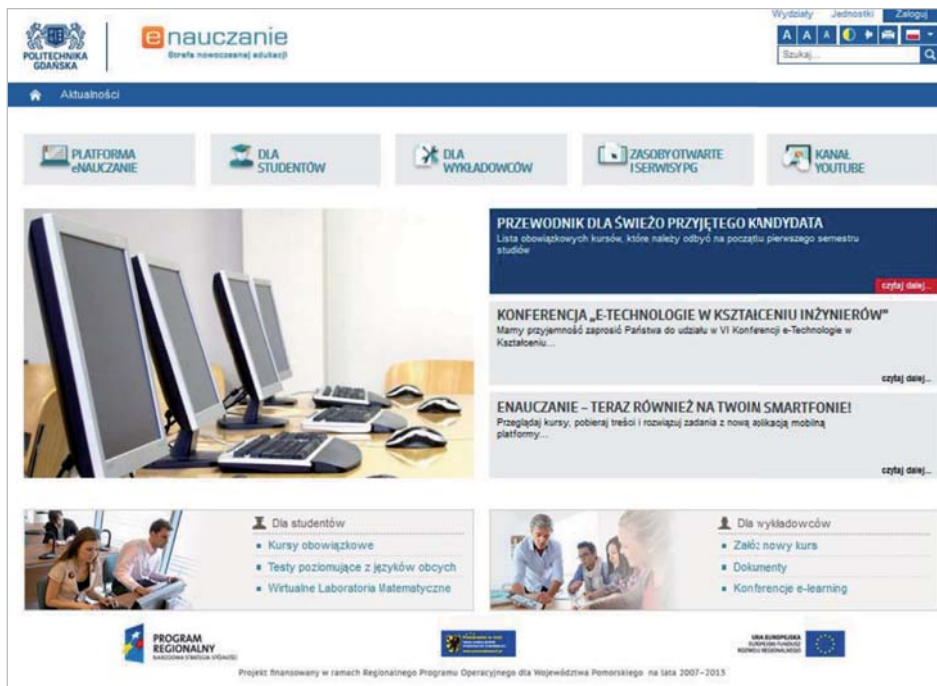 Wydziały Jednostki Zaloguj
POLITECHNIKA
GDAŃSKA
e nauczanie
Strefa nowoczesnej edukacji
A A A
Szukaj...
Aktualności
PLATFORMA
eNAUCZANIE
DLA
STUDENTÓW
DLA
WYKŁADOWCÓW
ZASOBY OTWARTE
I SERWISY PG
KANAŁ
YOUTUBE
PRZEWODNIK DLA ŚWIEŻO PRZYJĘTEGO KANDYDATA
Lista obowiązkowych kursów, które należy odbyć na początku pierwszego semestru
studiów
czytaj dalej...
KONFERENCJA „E-TECHNOLOGIE W KSZTAŁCENIU INŻYNIERÓW”
Mamy przyjemność zaprosić Państwa do udziału w VI Konferencji e-Technologie w
Kształceniu...
czytaj dalej...
ENAUCZANIE – TERAZ RÓWNIEŻ NA TWOIM SMARTFONIE!
Przeglądaj kursy, pobieraj treści i rozwiązuj zadania z nową aplikacją mobilną
platformy...
czytaj dalej...
Dla studentów
Kursy obowiązkowe
Testy poziomujące z języków obcych
Wirtualne Laboratoria Matematyczne
Dla wykładowców
Załóż nowy kurs
Dokumenty
Konferencje e-learning
PROGRAM
REGIONALNY
NARODOWA STRATEGIA SPÓJNOŚCI
UNIA EUROPEJSKA
EUROPEJSKI FUNDUSZ
ROZWOJU REGIONALNEGO
Projekt finansowany w ramach Regionalnego Programu Operacyjnego dla Województwa Pomorskiego na lata 2007–2013